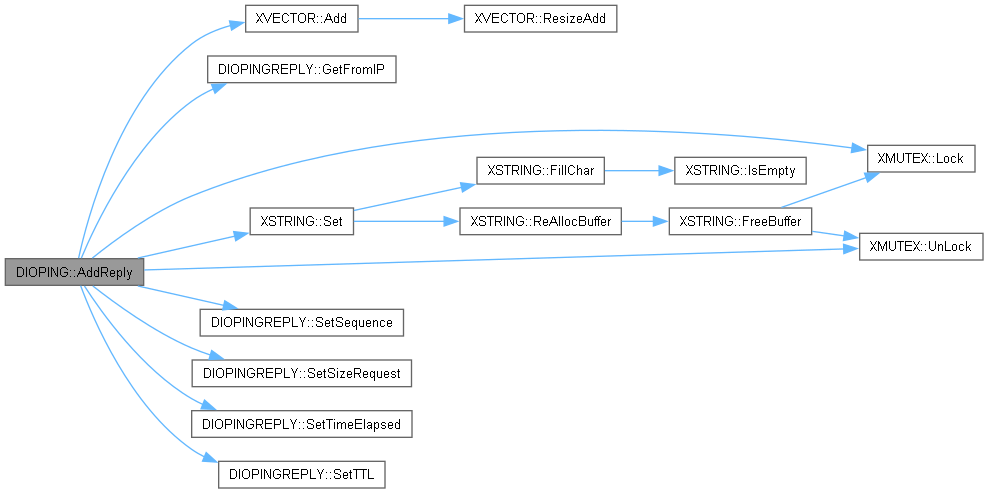 XVECTOR::Add
XVECTOR::ResizeAdd
DIOPINGREPLY::GetFromIP
XMUTEX::Lock
XSTRING::FillChar
XSTRING::IsEmpty
XSTRING::Set
XSTRING::ReAllocBuffer
XSTRING::FreeBuffer
XMUTEX::UnLock
DIOPING::AddReply
DIOPINGREPLY::SetSequence
DIOPINGREPLY::SetSizeRequest
DIOPINGREPLY::SetTimeElapsed
DIOPINGREPLY::SetTTL